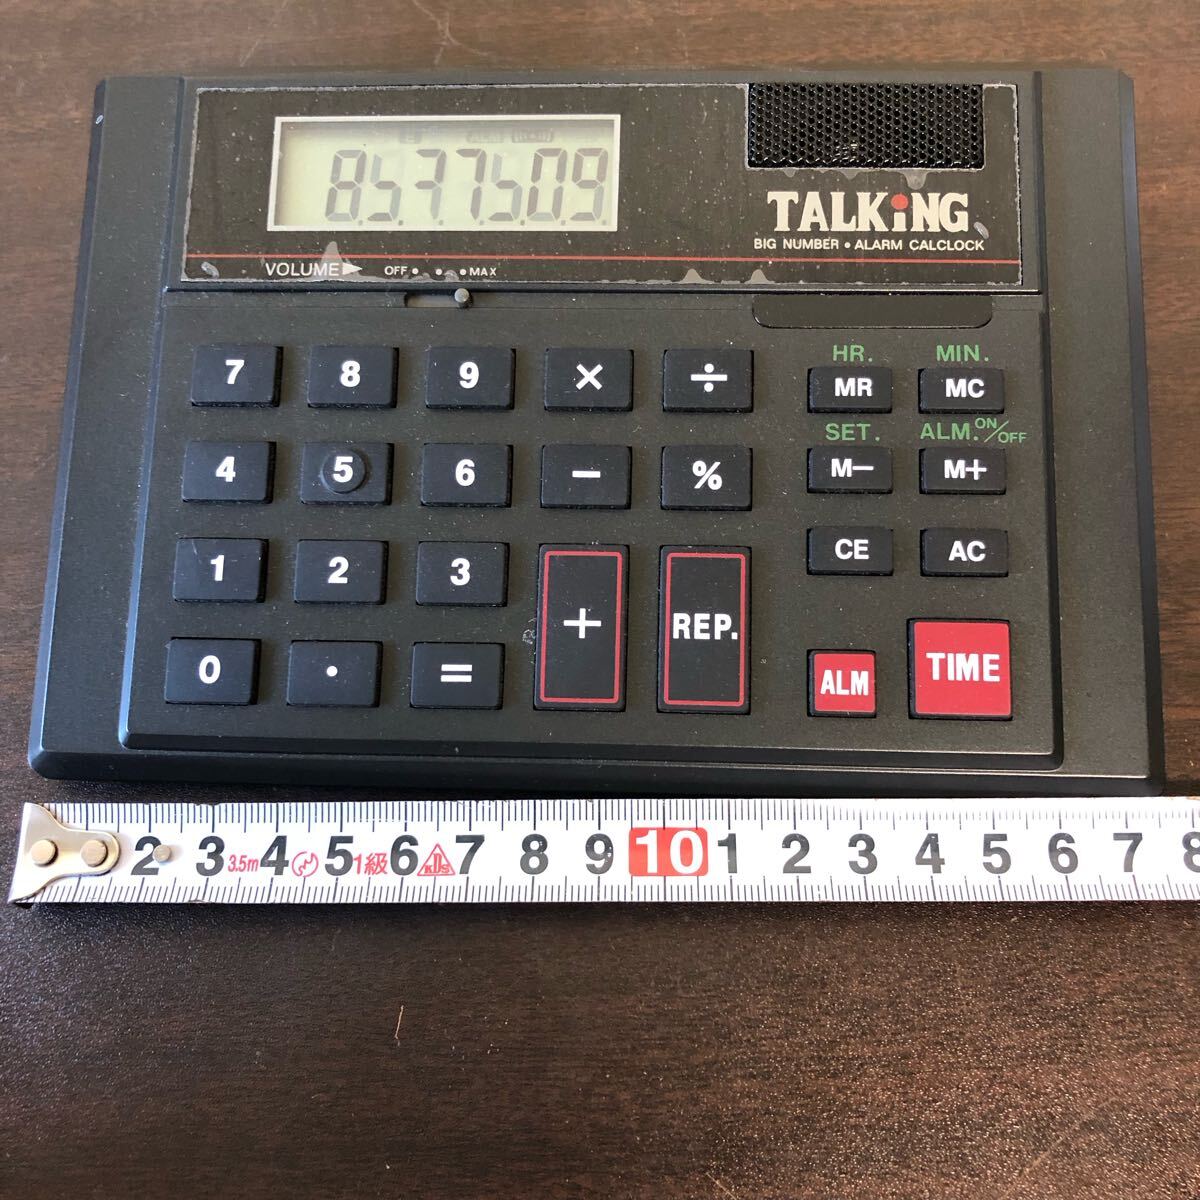 8.5.3.7.5.0.9.
TALKiNG
BIG NUMBER • ALARM CALCLOCK
VOLUME ▶ OFF • • • MAX
HR. MIN.
7 8 9 × ÷ MR MC
SET. ALM. ON/OFF
4 5 6 − % M− M+
1 2 3 + REP. CE AC
0 . = ALM TIME
2 3 3.5m 4 5 1級 6 KDS 7 8 9 10 1 2 3 4 5 6 7 8